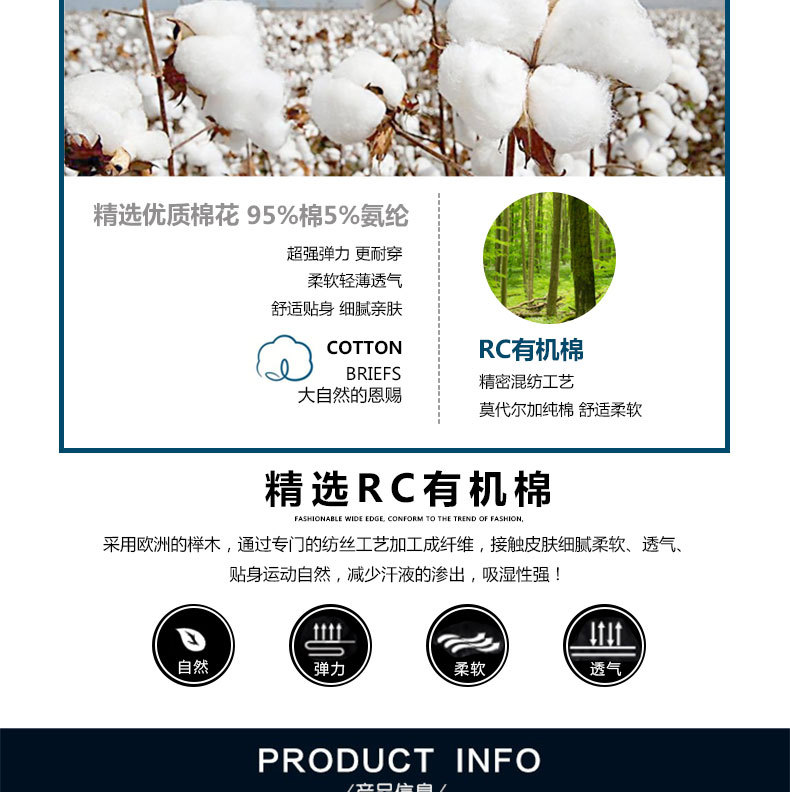 精选优质棉花 95%棉5%氨纶
超强弹力 更耐穿
柔软轻薄透气
舒适贴身 细腻亲肤
COTTON
BRIEFS
大自然的恩赐
RC有机棉
精密混纺工艺
莫代尔加纯棉 舒适柔软
精选RC有机棉
FASHIONABLE WIDE EDGE, CONFORM TO THE TREND OF FASHION,
采用欧洲的榉木，通过专门的纺丝工艺加工成纤维，接触皮肤细腻柔软、透气、
贴身运动自然，减少汗液的渗出，吸湿性强！
自然
弹力
柔软
透气
PRODUCT INFO
/产品信息/